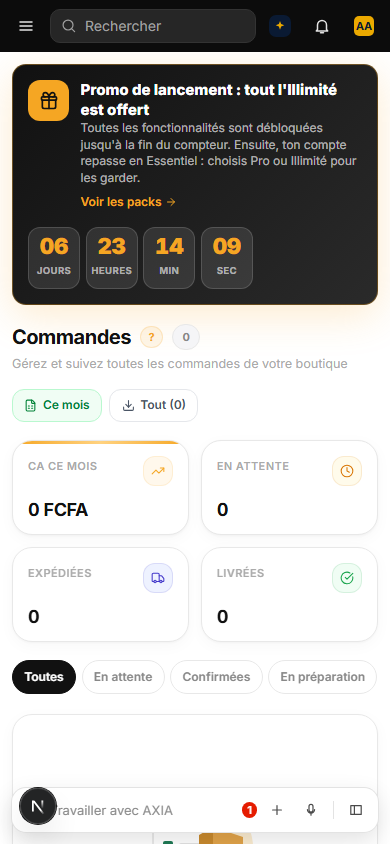 Rechercher
AA
Promo de lancement : tout l'Illimité
est offert
Toutes les fonctionnalités sont débloquées
jusqu'à la fin du compteur. Ensuite, ton compte
repasse en Essentiel : choisis Pro ou Illimité pour
les garder.
Voir les packs →
06 23 14 09
JOURS HEURES MIN SEC
Commandes ? 0
Gérez et suivez toutes les commandes de votre boutique
Ce mois Tout (0)
CA CE MOIS EN ATTENTE
0 FCFA 0
EXPÉDIÉES LIVRÉES
0 0
Toutes En attente Confirmées En préparation
N ravailler avec AXIA 1